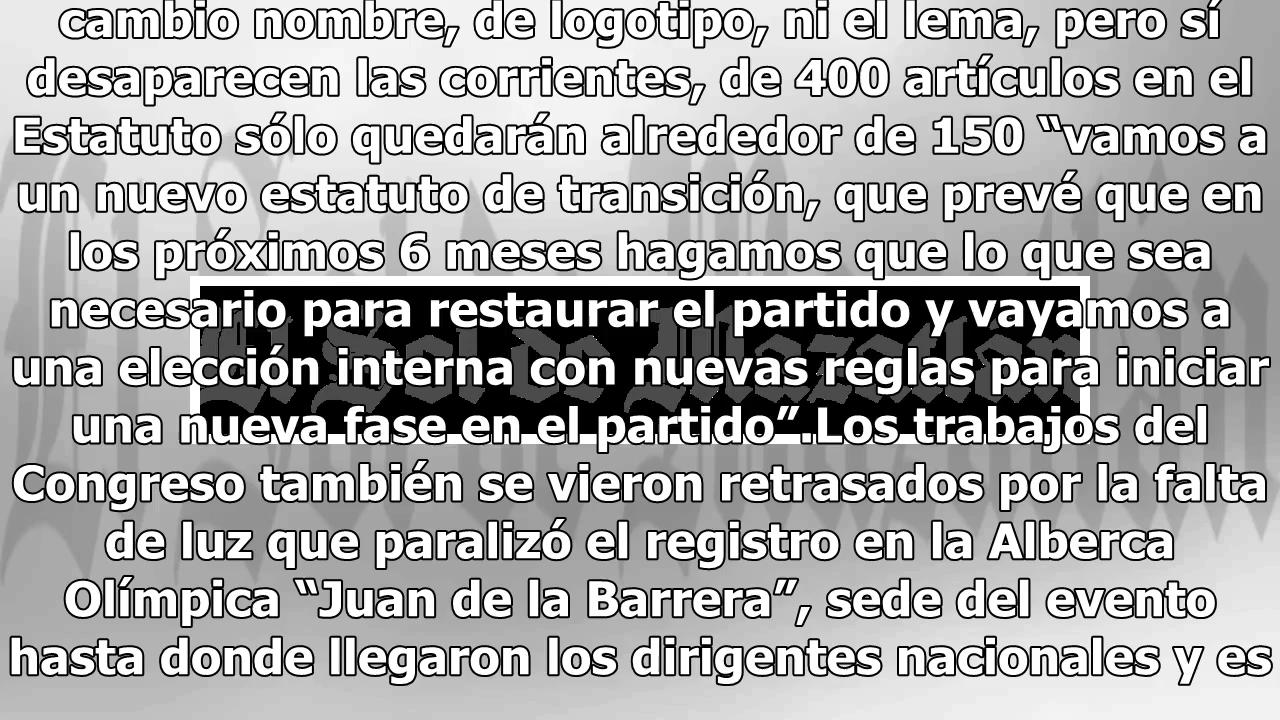 cambio nombre, de logotipo, ni el lema, pero sí
desaparecen las corrientes, de 400 artículos en el
Estatuto sólo quedarán alrededor de 150 “vamos a
un nuevo estatuto de transición, que prevé que en
los próximos 6 meses hagamos que lo que sea
necesario para restaurar el partido y vayamos a
una elección interna con nuevas reglas para iniciar
una nueva fase en el partido”.Los trabajos del
Congreso también se vieron retrasados por la falta
de luz que paralizó el registro en la Alberca
Olímpica “Juan de la Barrera”, sede del evento
hasta donde llegaron los dirigentes nacionales y es
El Sol de Mazatlán